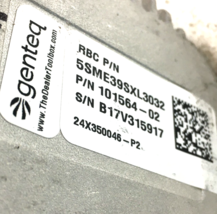 genteq
www.TheDealerToolbox.com
RBC P/N
5SME39SXL3032
P/N 101564-02
S/N B17V315917
24X350046-P2